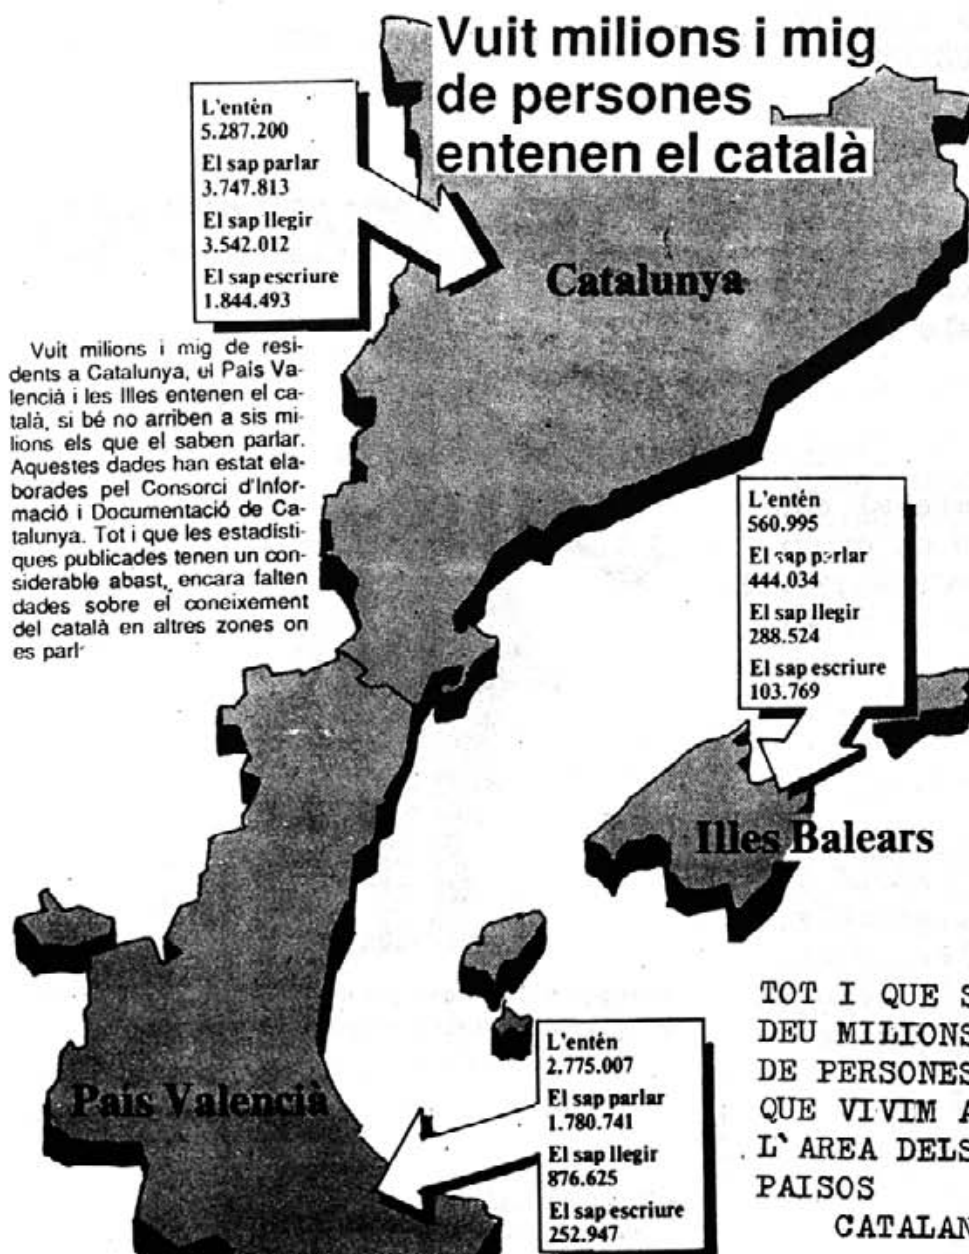 Vuit milions i mig
de persones
entenen el català
L'entén
5.287.200
El sap parlar
3.747.813
El sap llegir
3.542.012
El sap escriure
1.844.493
Catalunya
Vuit milions i mig de resi-
dents a Catalunya, el País Va-
lencià i les Illes entenen el ca-
talà, si bé no arriben a sis mi-
lions els que el saben parlar.
Aquestes dades han estat ela-
borades pel Consorci d'Infor-
mació i Documentació de Ca-
talunya. Tot i que les estadísti-
ques publicades tenen un con-
siderable abast, encara falten
dades sobre el coneixement
del català en altres zones on
es parl
L'entén
560.995
El sap parlar
444.034
El sap llegir
288.524
El sap escriure
103.769
Illes Balears
País Valencià
L'entén
2.775.007
El sap parlar
1.780.741
El sap llegir
876.625
El sap escriure
252.947
TOT I QUE S
DEU MILIONS
DE PERSONES
QUE VIVIM A
L`AREA DELS
PAISOS
CATALAN